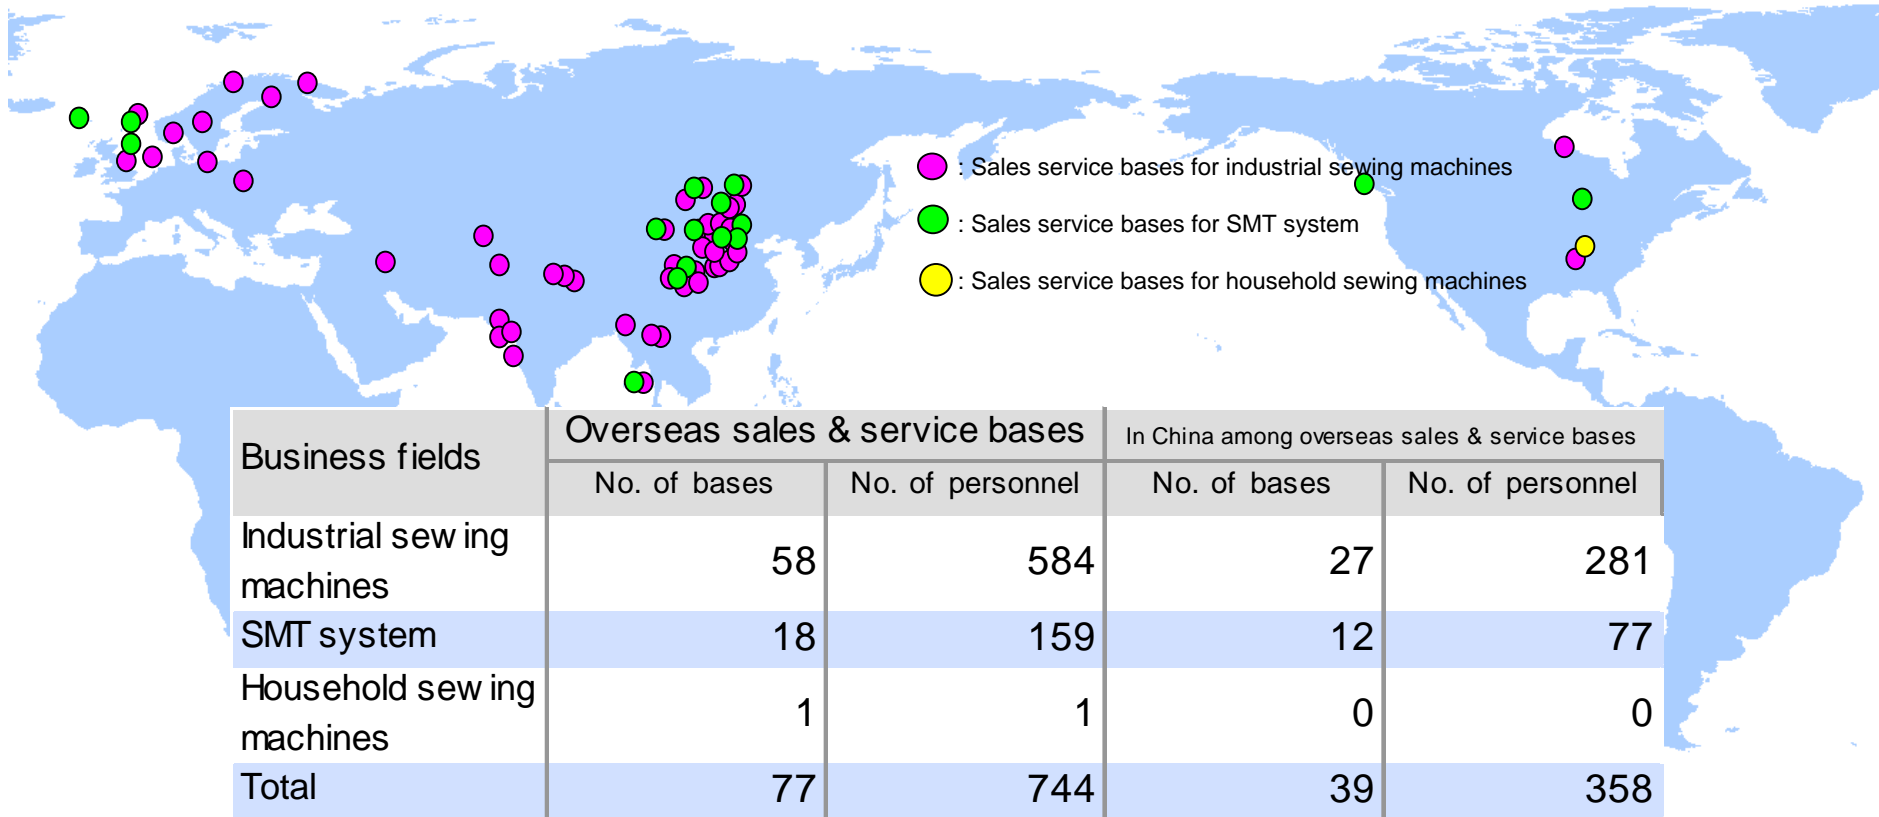 : Sales service bases for industrial sewing machines
: Sales service bases for SMT system
: Sales service bases for household sewing machines
Business fields Overseas sales & service bases In China among overseas sales & service bases
No. of bases No. of personnel No. of bases No. of personnel
Industrial sewing
machines 58 584 27 281
SMT system 18 159 12 77
Household sewing
machines 1 1 0 0
Total 77 744 39 358